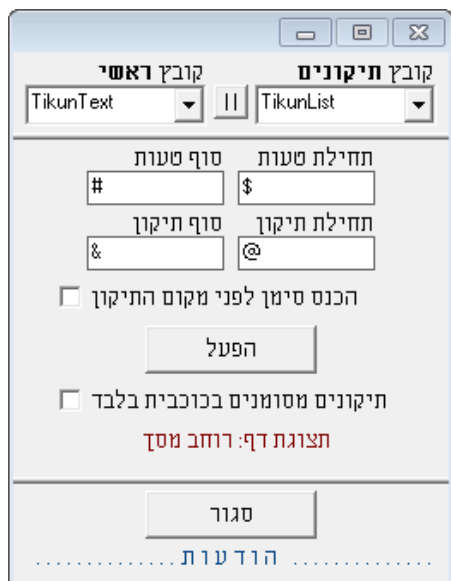 קובץ תיקונים קובץ ראשי
TikunList || TikunText
תחילת טעות סוף טעות
$ #
תחילת תיקון סוף תיקון
@ &
הכנס סימן לפני מקום התיקון
הפעל
תיקונים מסומנים בכוכבית בלבד
תצוגת דף: רוחב מסך
סגור
.............. הודעות ..............